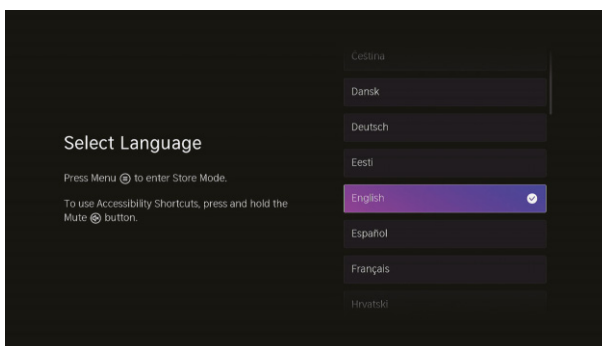 Select Language
Press Menu to enter Store Mode.
To use Accessibility Shortcuts, press and hold the
Mute button.
Čeština
Dansk
Deutsch
Eesti
English
Español
Français
Hrvatski